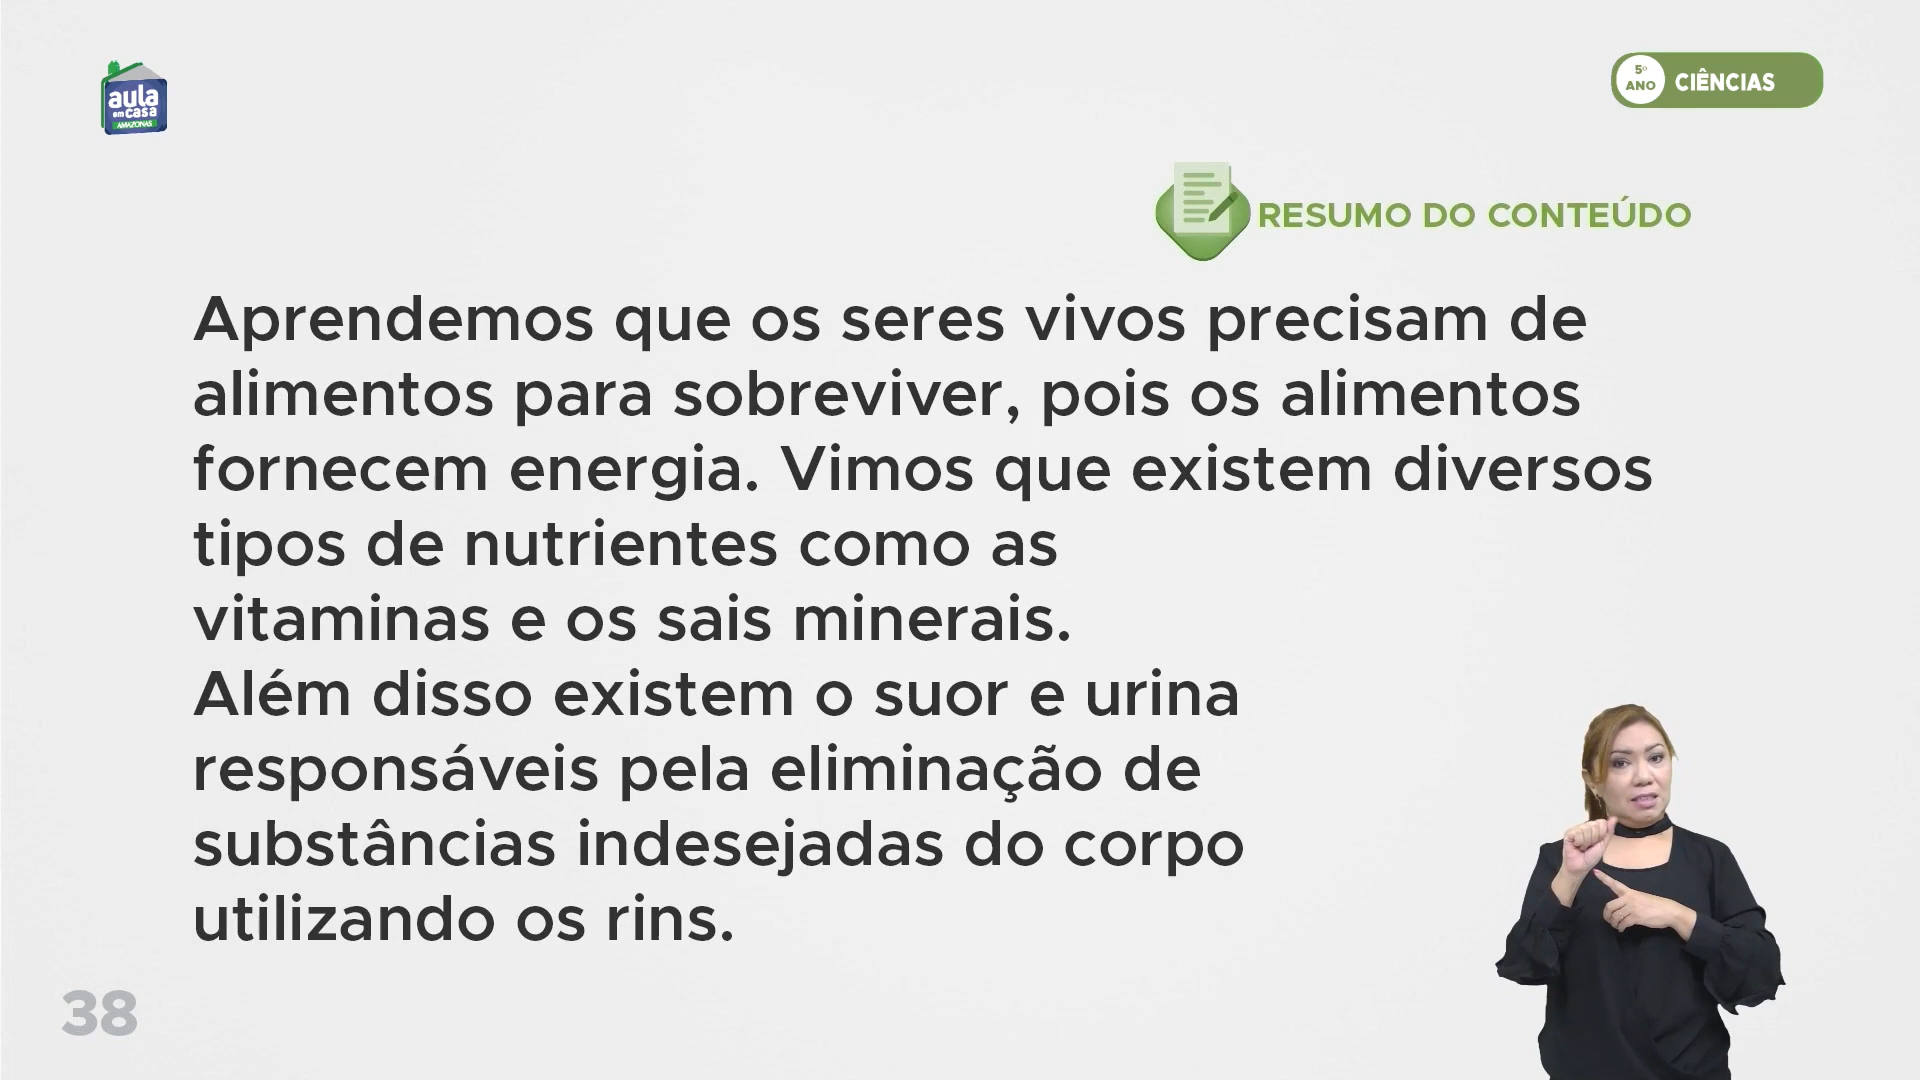 aula
em casa
AMAZONAS
5º
ANO
CIÊNCIAS
RESUMO DO CONTEÚDO
Aprendemos que os seres vivos precisam de
alimentos para sobreviver, pois os alimentos
fornecem energia. Vimos que existem diversos
tipos de nutrientes como as
vitaminas e os sais minerais.
Além disso existem o suor e urina
responsáveis pela eliminação de
substâncias indesejadas do corpo
utilizando os rins.
38